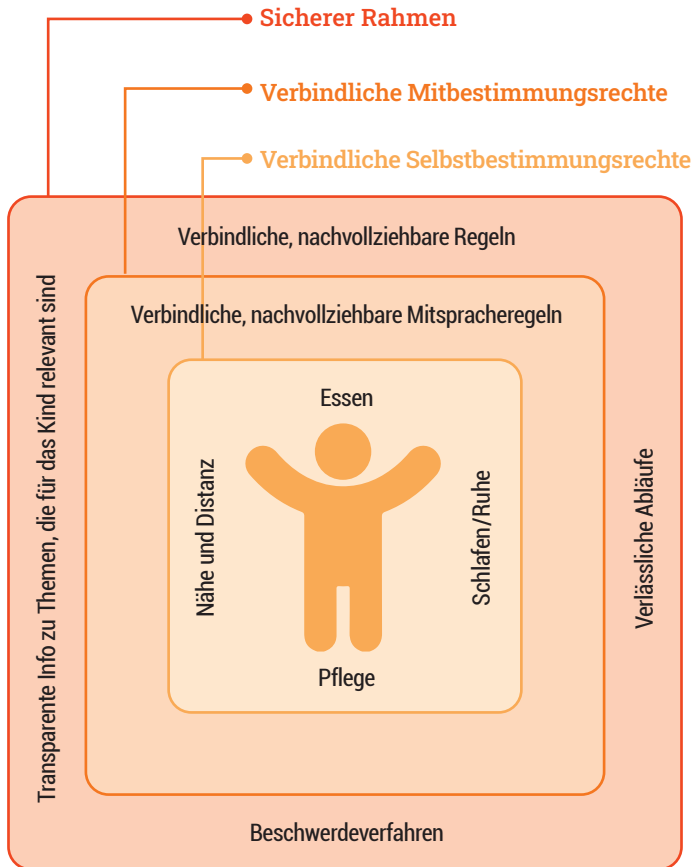 Sicherer Rahmen
Verbindliche Mitbestimmungsrechte
Verbindliche Selbstbestimmungsrechte
Verbindliche, nachvollziehbare Regeln
Transparente Info zu Themen, die für das Kind relevant sind
Verbindliche, nachvollziehbare Mitspracheregeln
Essen
Nähe und Distanz
Schlafen/Ruhe
Pflege
Verlässliche Abläufe
Beschwerdeverfahren